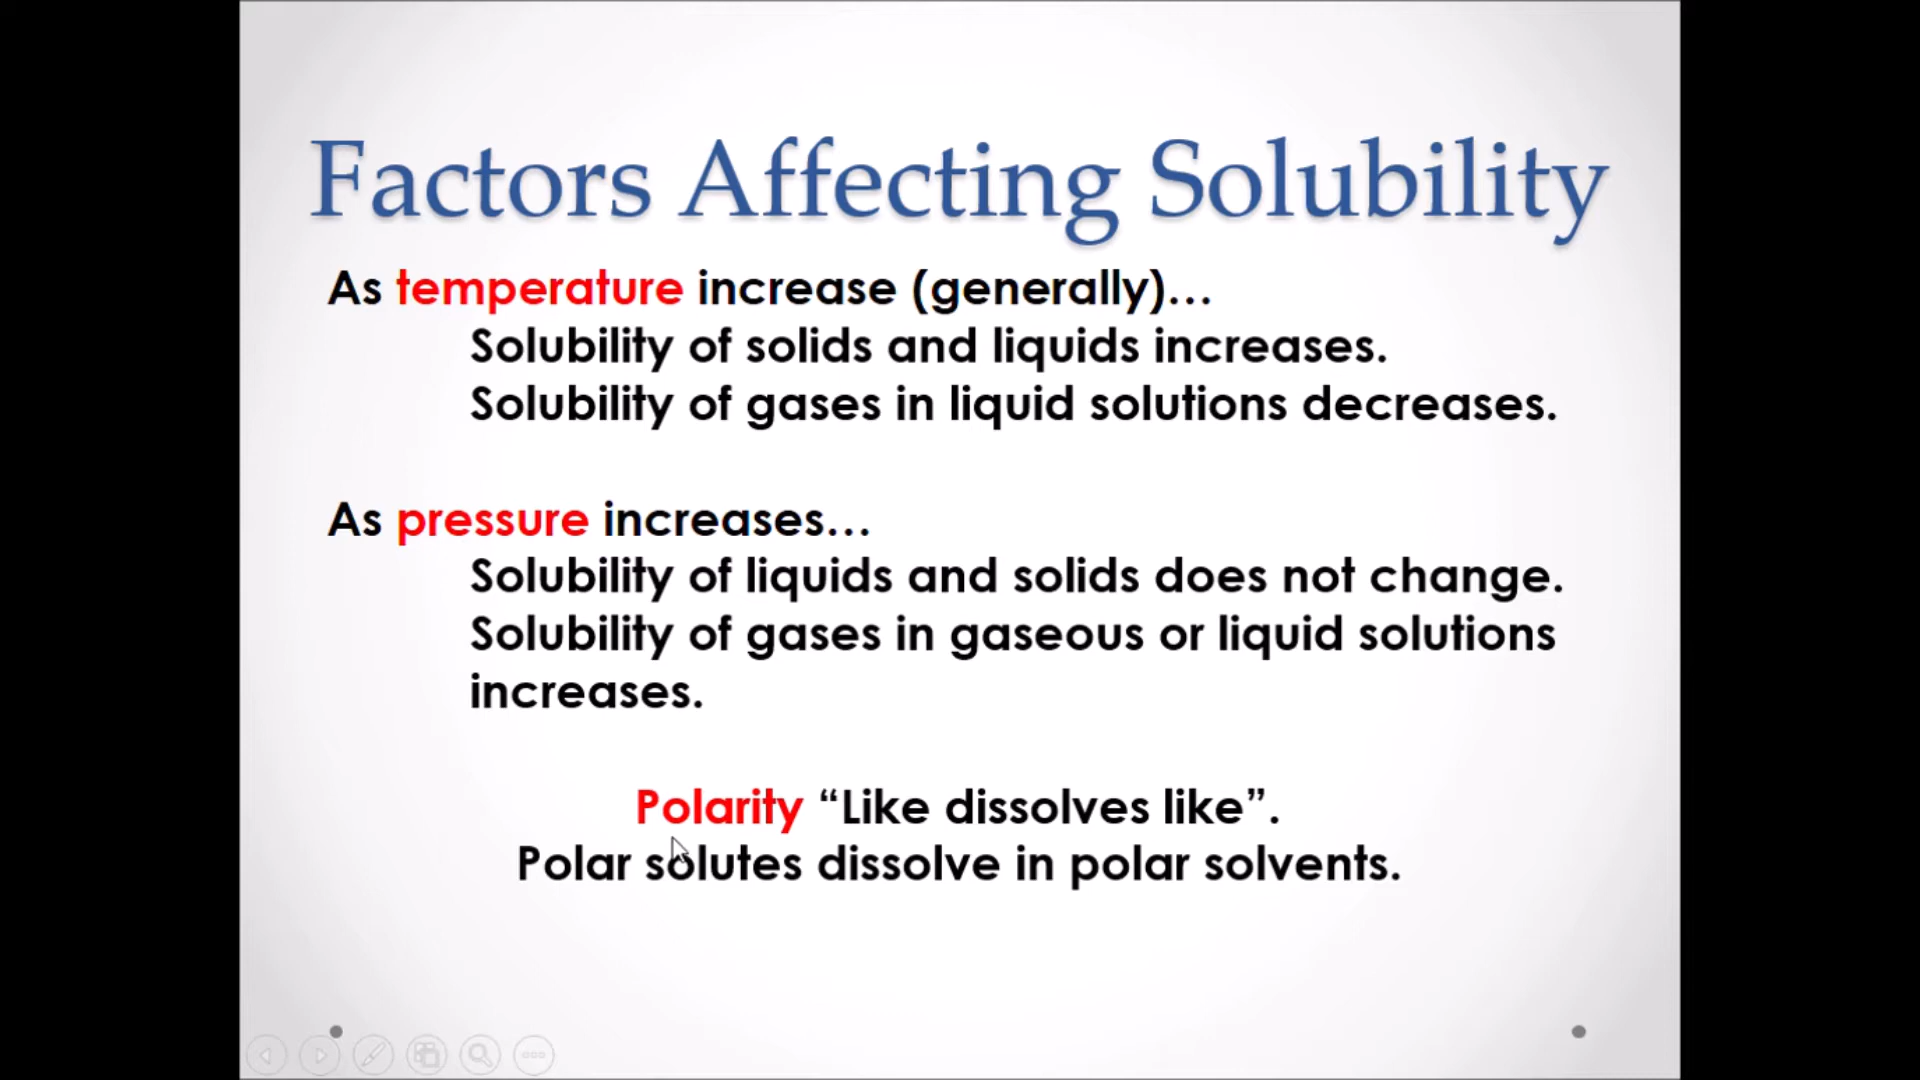 Factors Affecting Solubility
As temperature increase (generally)…
Solubility of solids and liquids increases.
Solubility of gases in liquid solutions decreases.
As pressure increases…
Solubility of liquids and solids does not change.
Solubility of gases in gaseous or liquid solutions
increases.
Polarity “Like dissolves like”.
Polar solutes dissolve in polar solvents.